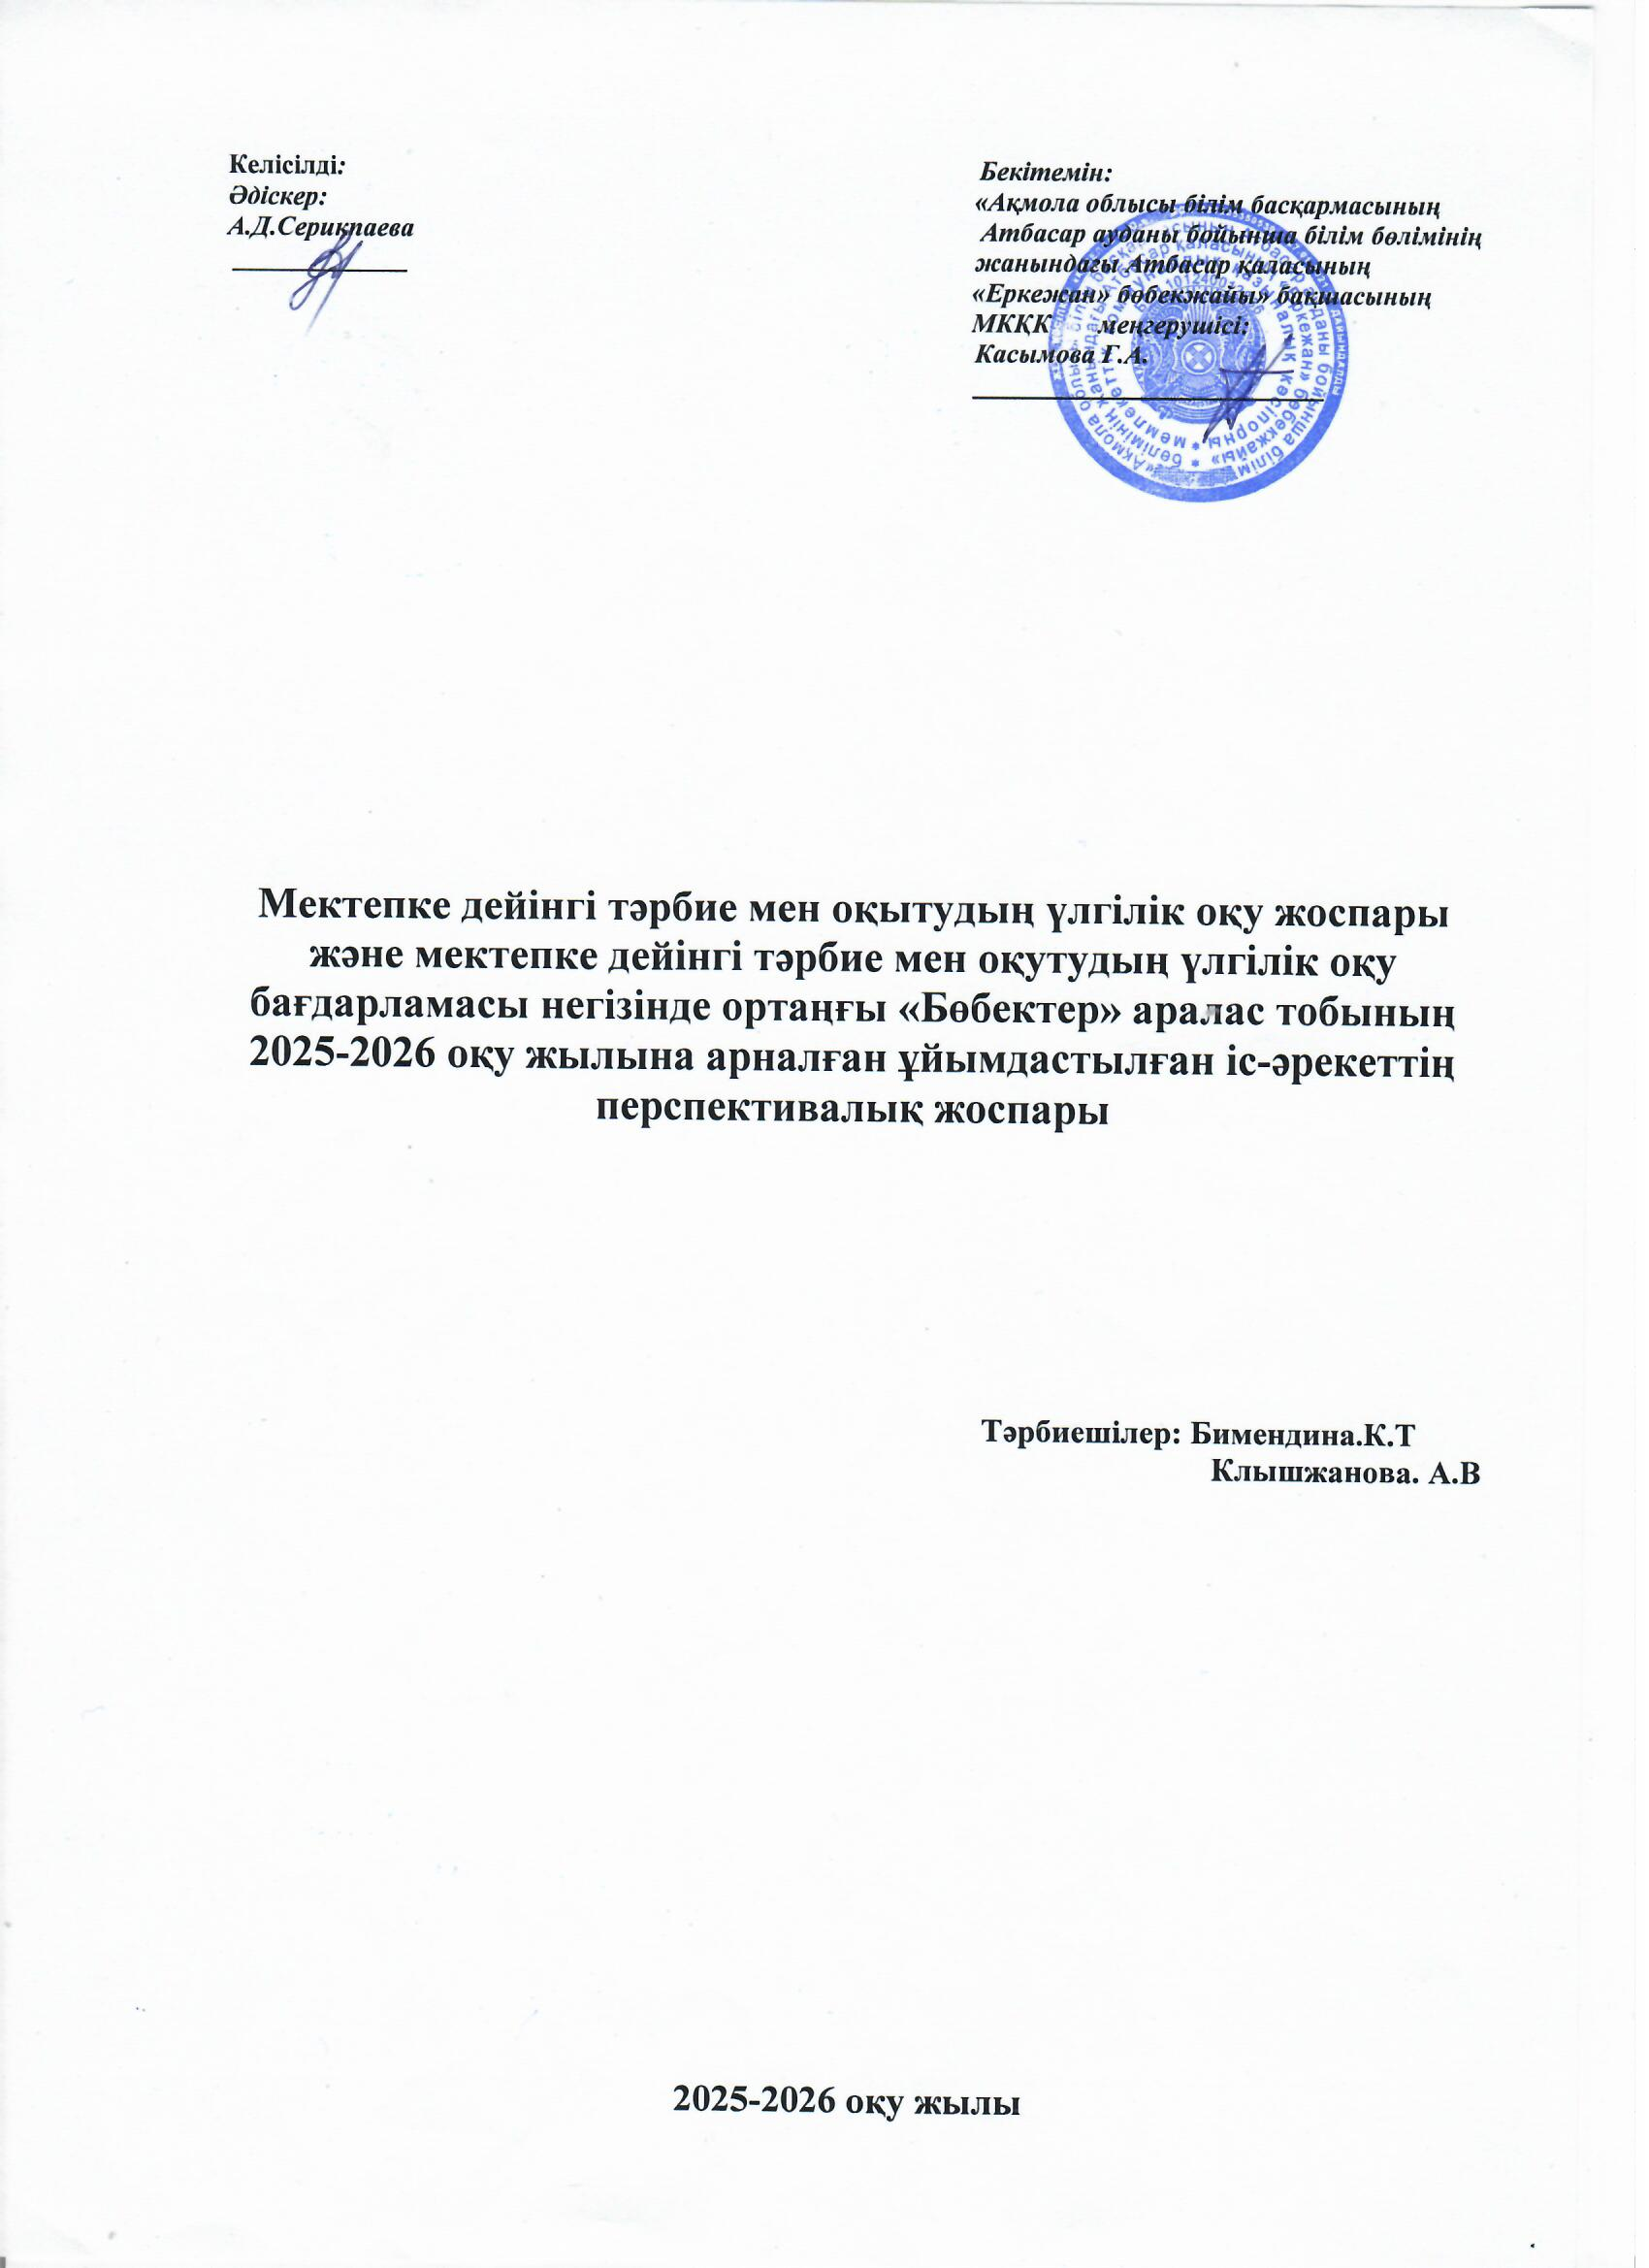 Келісілді:
Әдіскер:
А.Д.Серикпаева
Бекітемін:
«Ақмола облысы білім басқармасының
Атбасар ауданы бойынша білім бөлімінің
жанындағы Атбасар қаласының
«Еркежан» бөбекжайы» бақшасының
МКҚК меңгерушісі:
Касымова Г.А.
Мектепке дейінгі тәрбие мен оқытудың үлгілік оқу жоспары
және мектепке дейінгі тәрбие мен оқутудың үлгілік оқу
бағдарламасы негізінде ортаңғы «Бөбектер» аралас тобының
2025-2026 оқу жылына арналған ұйымдастылған іс-әрекеттің
перспективалық жоспары
Тәрбиешілер: Бимендина.К.Т
Клышжанова. А.В
2025-2026 оқу жылы